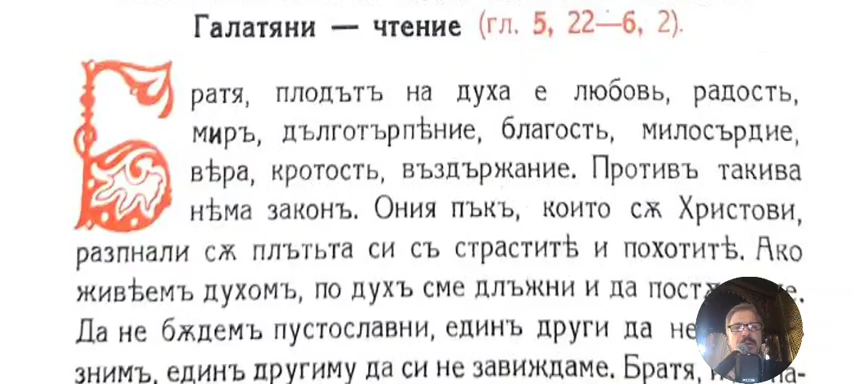 Галатяни — чтение (гл. 5, 22—6, 2).
Братя, плодътъ на духа е любовь, радость,
миръ, дълготърпѣние, благость, милосърдие,
вѣра, кротость, въздържание. Противъ такива
нѣма законъ. Ония пъкъ, които сѫ Христови,
разпнали сѫ плътьта си съ страститѣ и похотитѣ. Ако
живѣемъ духомъ, по духъ сме длъжни и да
Да не бѫдемъ пустославни, единъ други да не
знимъ, единъ другиму да си не завиждаме. Братя,